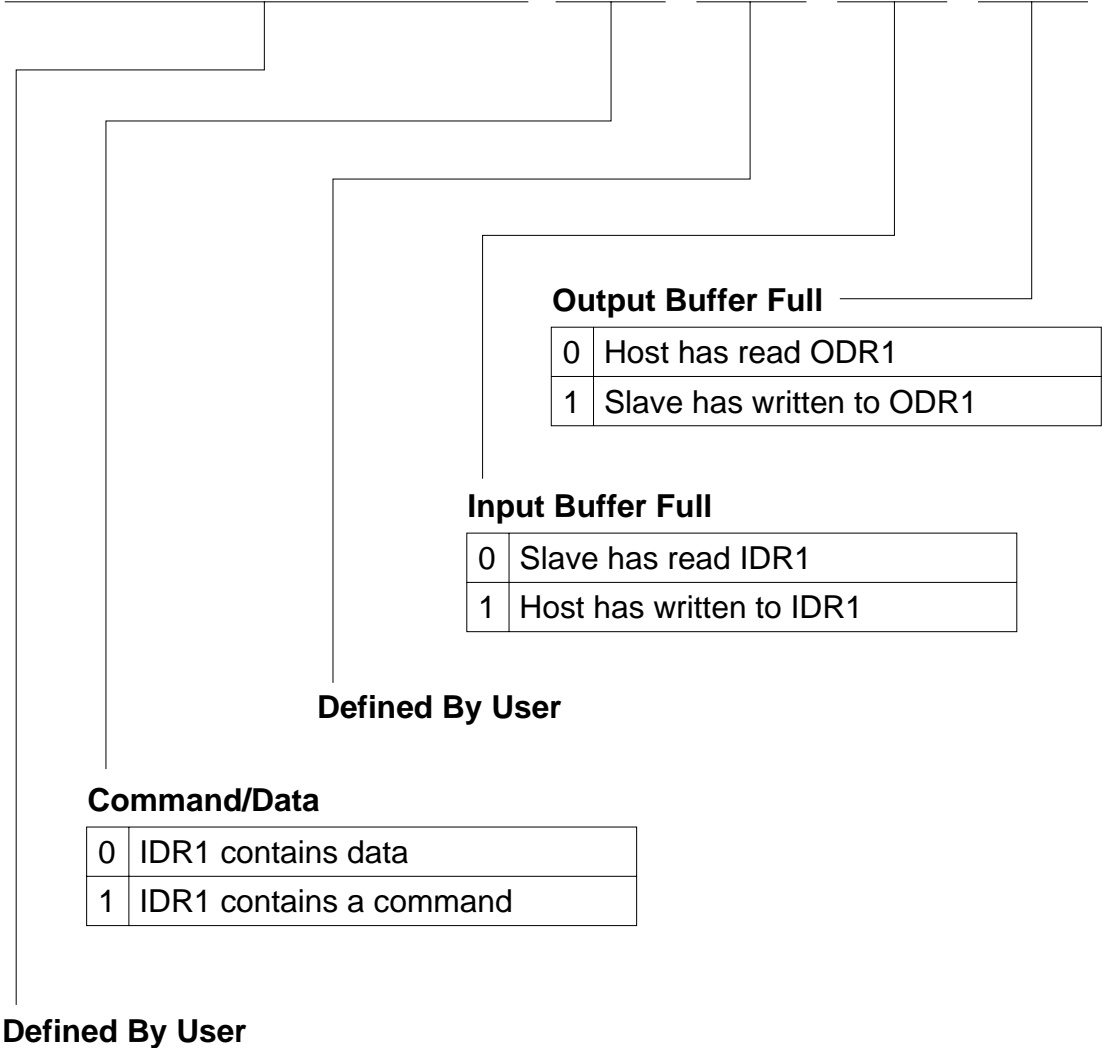 Output Buffer Full
0 Host has read ODR1
1 Slave has written to ODR1
Input Buffer Full
0 Slave has read IDR1
1 Host has written to IDR1
Defined By User
Command/Data
0 IDR1 contains data
1 IDR1 contains a command
Defined By User